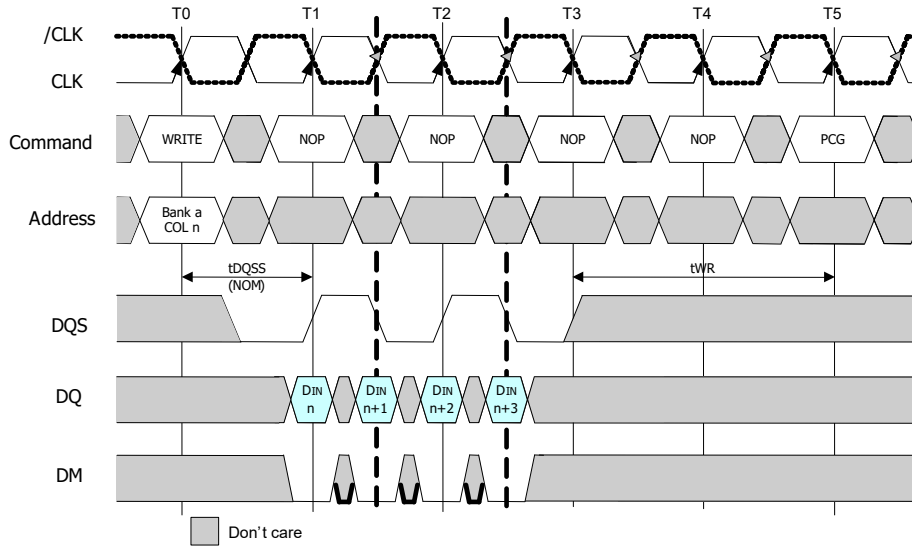 T0 T1 T2 T3 T4 T5
/CLK
CLK
Command WRITE NOP NOP NOP NOP PCG
Address Bank a
COL n
tDQSS
(NOM)
tWR
DQS
DQ DIN
n
DIN
n+1
DIN
n+2
DIN
n+3
DM
Don't care